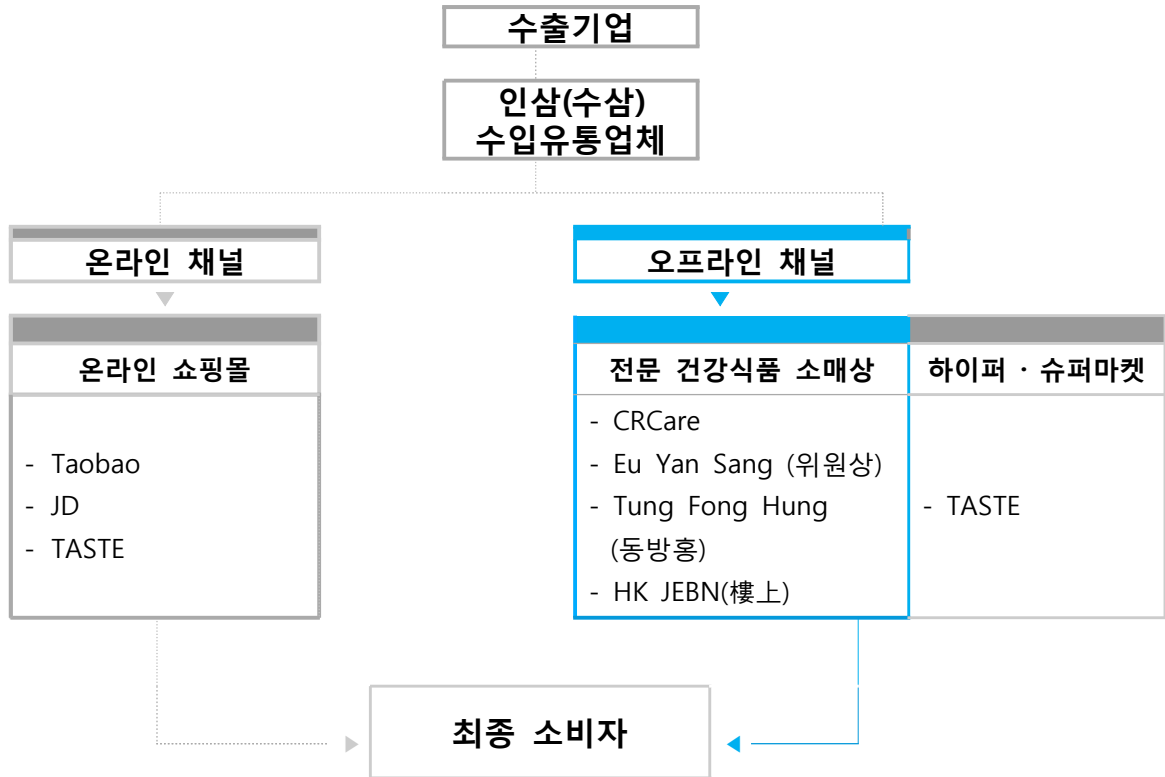 수출기업
인삼(수삼)
수입유통업체
온라인 채널
오프라인 채널
온라인 쇼핑몰
- Taobao
- JD
- TASTE
전문 건강식품 소매상
- CRCare
- Eu Yan Sang (위원상)
- Tung Fong Hung
(동방홍)
- HK JEBN(樓上)
하이퍼 · 슈퍼마켓
- TASTE
최종 소비자